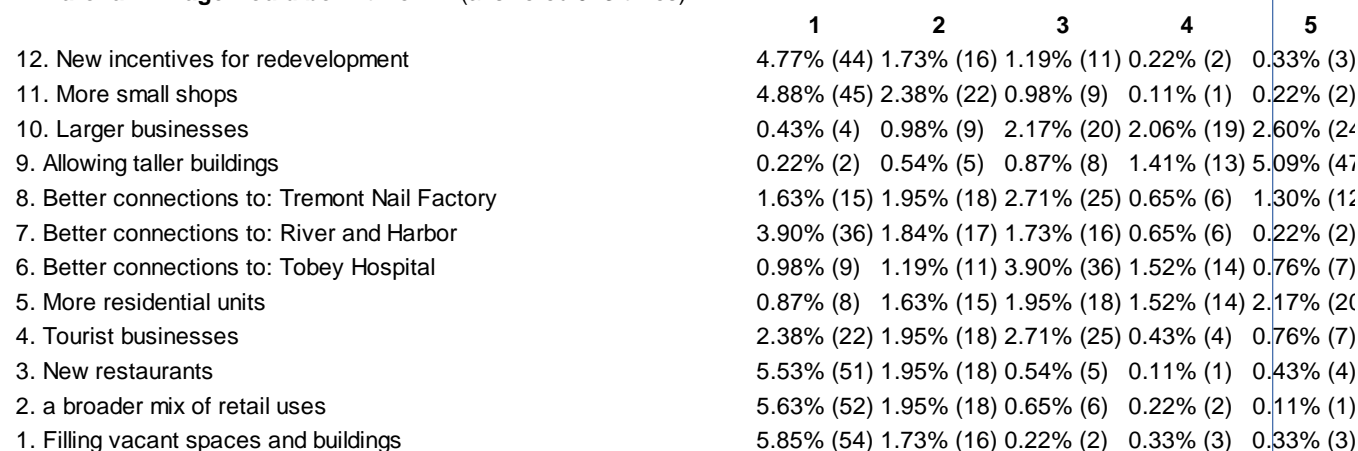 1 2 3 4 5
12. New incentives for redevelopment 4.77% (44) 1.73% (16) 1.19% (11) 0.22% (2) 0.33% (3)
11. More small shops 4.88% (45) 2.38% (22) 0.98% (9) 0.11% (1) 0.22% (2)
10. Larger businesses 0.43% (4) 0.98% (9) 2.17% (20) 2.06% (19) 2.60% (24
9. Allowing taller buildings 0.22% (2) 0.54% (5) 0.87% (8) 1.41% (13) 5.09% (47
8. Better connections to: Tremont Nail Factory 1.63% (15) 1.95% (18) 2.71% (25) 0.65% (6) 1.30% (12
7. Better connections to: River and Harbor 3.90% (36) 1.84% (17) 1.73% (16) 0.65% (6) 0.22% (2)
6. Better connections to: Tobey Hospital 0.98% (9) 1.19% (11) 3.90% (36) 1.52% (14) 0.76% (7)
5. More residential units 0.87% (8) 1.63% (15) 1.95% (18) 1.52% (14) 2.17% (20
4. Tourist businesses 2.38% (22) 1.95% (18) 2.71% (25) 0.43% (4) 0.76% (7)
3. New restaurants 5.53% (51) 1.95% (18) 0.54% (5) 0.11% (1) 0.43% (4)
2. a broader mix of retail uses 5.63% (52) 1.95% (18) 0.65% (6) 0.22% (2) 0.11% (1)
1. Filling vacant spaces and buildings 5.85% (54) 1.73% (16) 0.22% (2) 0.33% (3) 0.33% (3)